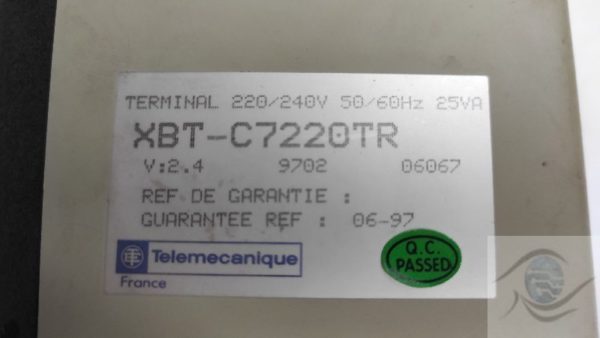 TERMINAL 220/240V 50/60Hz 25VA
XBT-C7220TR
V:2.4 9702 06067
REF DE GARANTIE :
GUARANTEE REF : 06-97
Telemecanique
France
Q.C.
PASSED